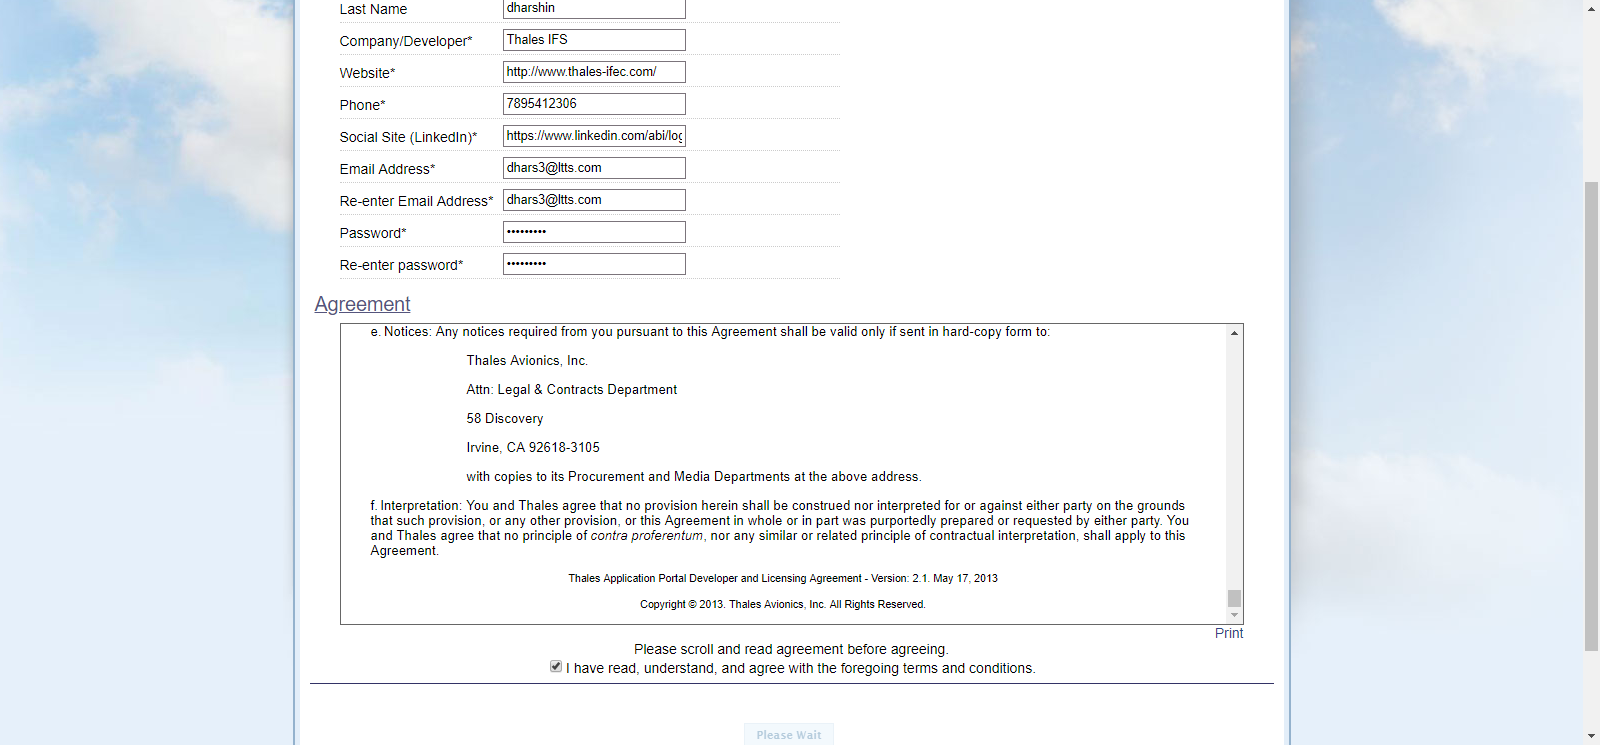 Last Name dharshin
Company/Developer* Thales IFS
Website* http://www.thales-ifec.com/
Phone* 7895412306
Social Site (LinkedIn)* https://www.linkedin.com/abi/log
Email Address* dhars3@ltts.com
Re-enter Email Address* dhars3@ltts.com
Password* •••••••••
Re-enter password* •••••••••
Agreement
e. Notices: Any notices required from you pursuant to this Agreement shall be valid only if sent in hard-copy form to:
Thales Avionics, Inc.
Attn: Legal & Contracts Department
58 Discovery
Irvine, CA 92618-3105
with copies to its Procurement and Media Departments at the above address.
f. Interpretation: You and Thales agree that no provision herein shall be construed nor interpreted for or against either party on the grounds
that such provision, or any other provision, or this Agreement in whole or in part was purportedly prepared or requested by either party. You
and Thales agree that no principle of contra proferentum, nor any similar or related principle of contractual interpretation, shall apply to this
Agreement.
Thales Application Portal Developer and Licensing Agreement - Version: 2.1. May 17, 2013
Copyright © 2013. Thales Avionics, Inc. All Rights Reserved.
Print
Please scroll and read agreement before agreeing.
I have read, understand, and agree with the foregoing terms and conditions.
Please Wait